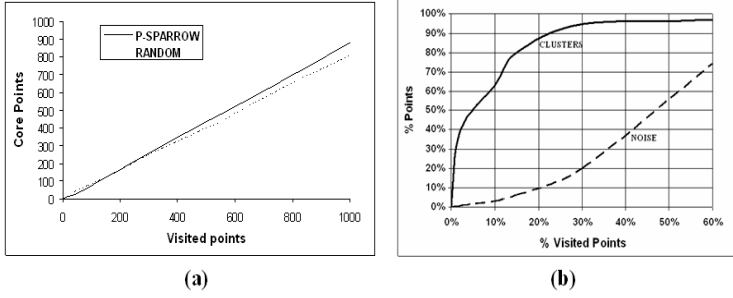 1000
900
800
700
600
500
400
300
200
100
0
Core Points
P-SPARROW
RANDOM
0 200 400 600 800 1000
Visited points
(a)
100%
90%
80%
70%
60%
50%
40%
30%
20%
10%
0%
% Points
CLUSTERS
NOISE
0% 10% 20% 30% 40% 50% 60%
% Visited Points
(b)